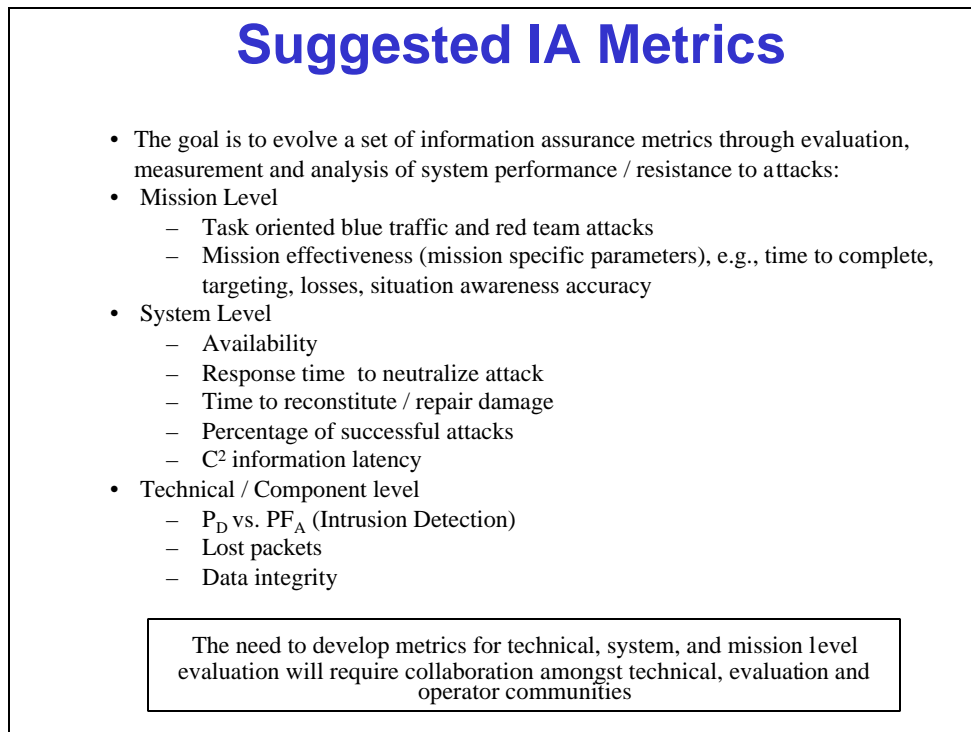 Suggested IA Metrics
• The goal is to evolve a set of information assurance metrics through evaluation,
measurement and analysis of system performance / resistance to attacks:
• Mission Level
– Task oriented blue traffic and red team attacks
– Mission effectiveness (mission specific parameters), e.g., time to complete,
targeting, losses, situation awareness accuracy
• System Level
– Availability
– Response time to neutralize attack
– Time to reconstitute / repair damage
– Percentage of successful attacks
– C² information latency
• Technical / Component level
– P_D vs. PF_A (Intrusion Detection)
– Lost packets
– Data integrity
The need to develop metrics for technical, system, and mission level
evaluation will require collaboration amongst technical, evaluation and
operator communities